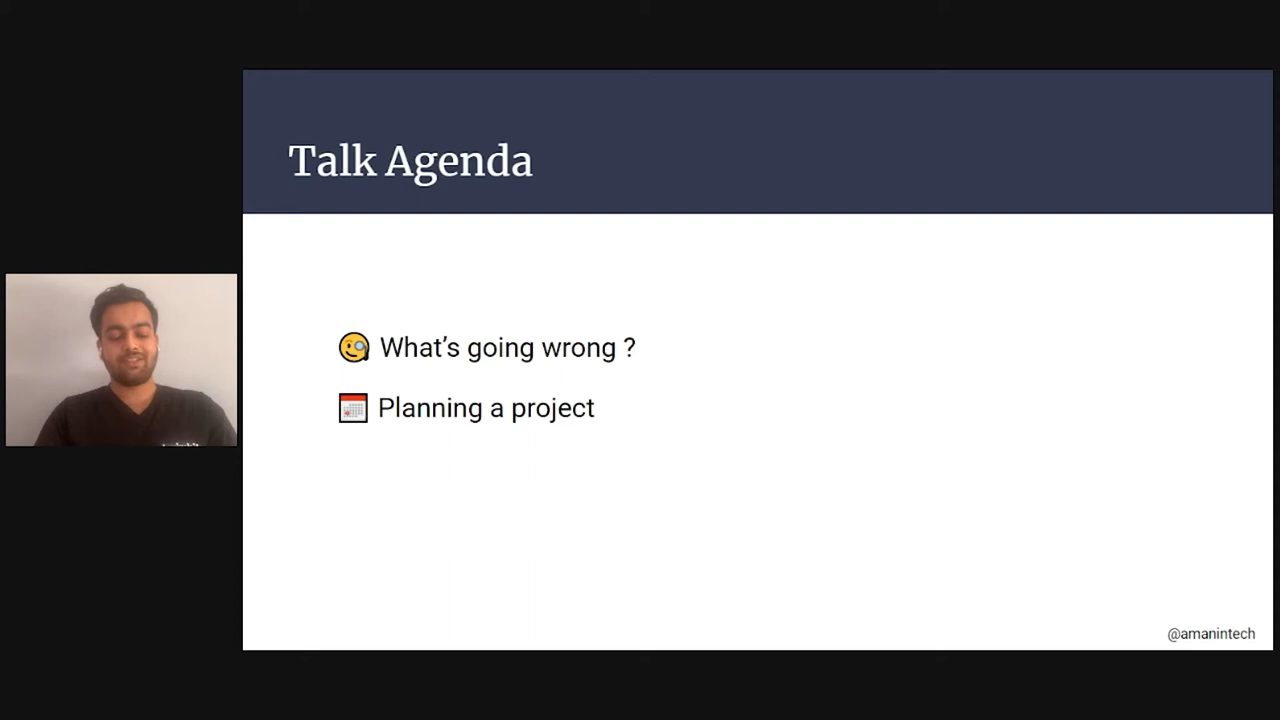 Talk Agenda
🧐 What's going wrong ?
📅 Planning a project
@amanintech